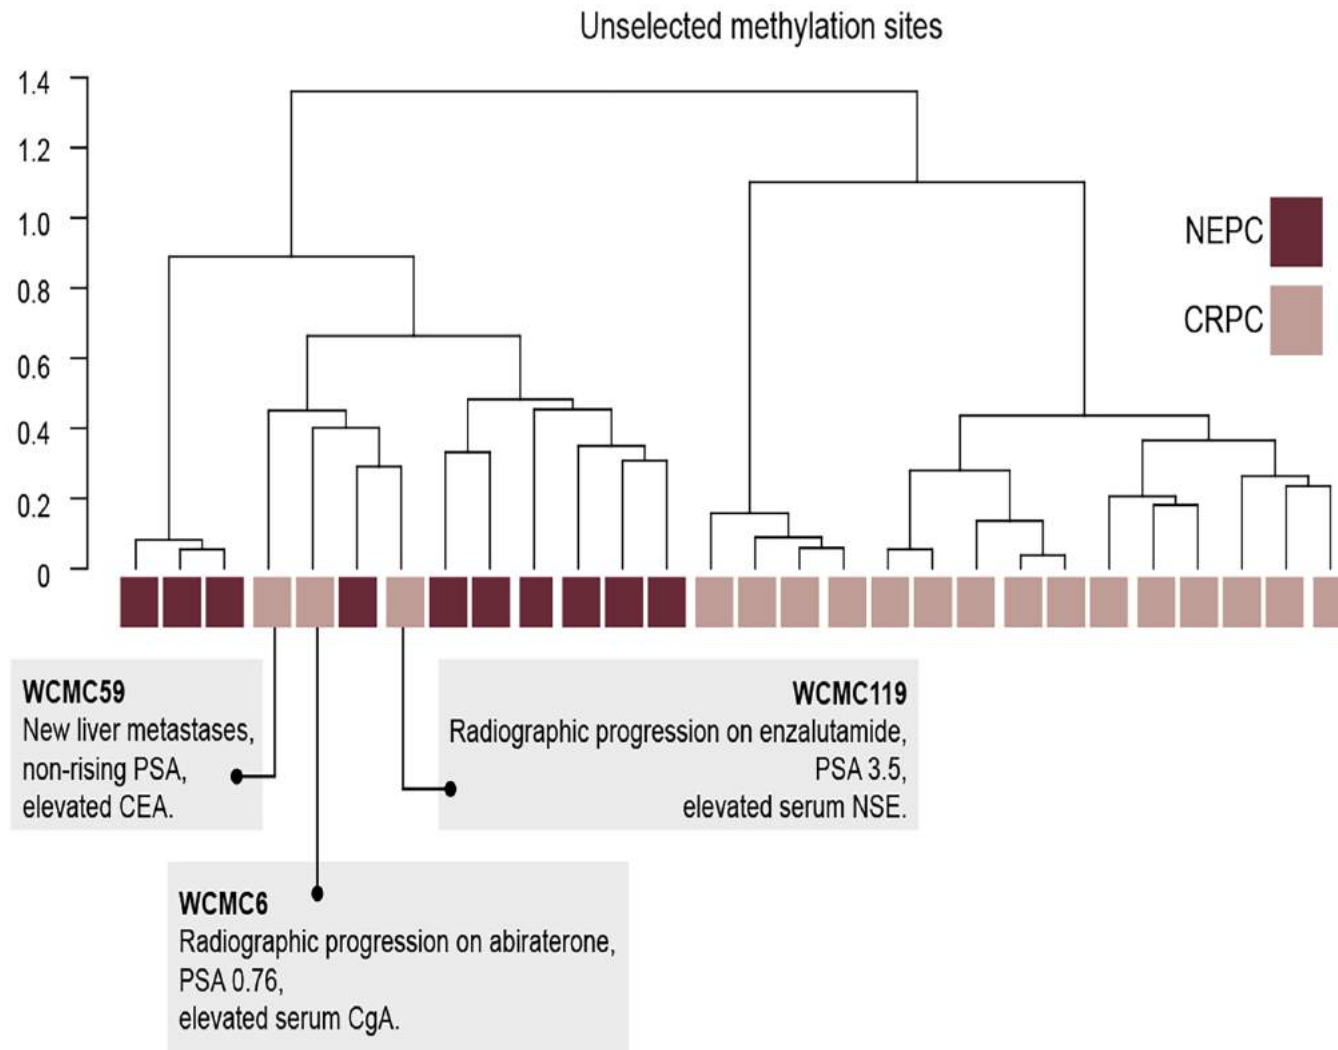 Unselected methylation sites
1.4
1.2
1.0
0.8
0.6
0.4
0.2
0
NEPC
CRPC
WCMC59
New liver metastases,
non-rising PSA,
elevated CEA.
WCMC119
Radiographic progression on enzalutamide,
PSA 3.5,
elevated serum NSE.
WCMC6
Radiographic progression on abiraterone,
PSA 0.76,
elevated serum CgA.